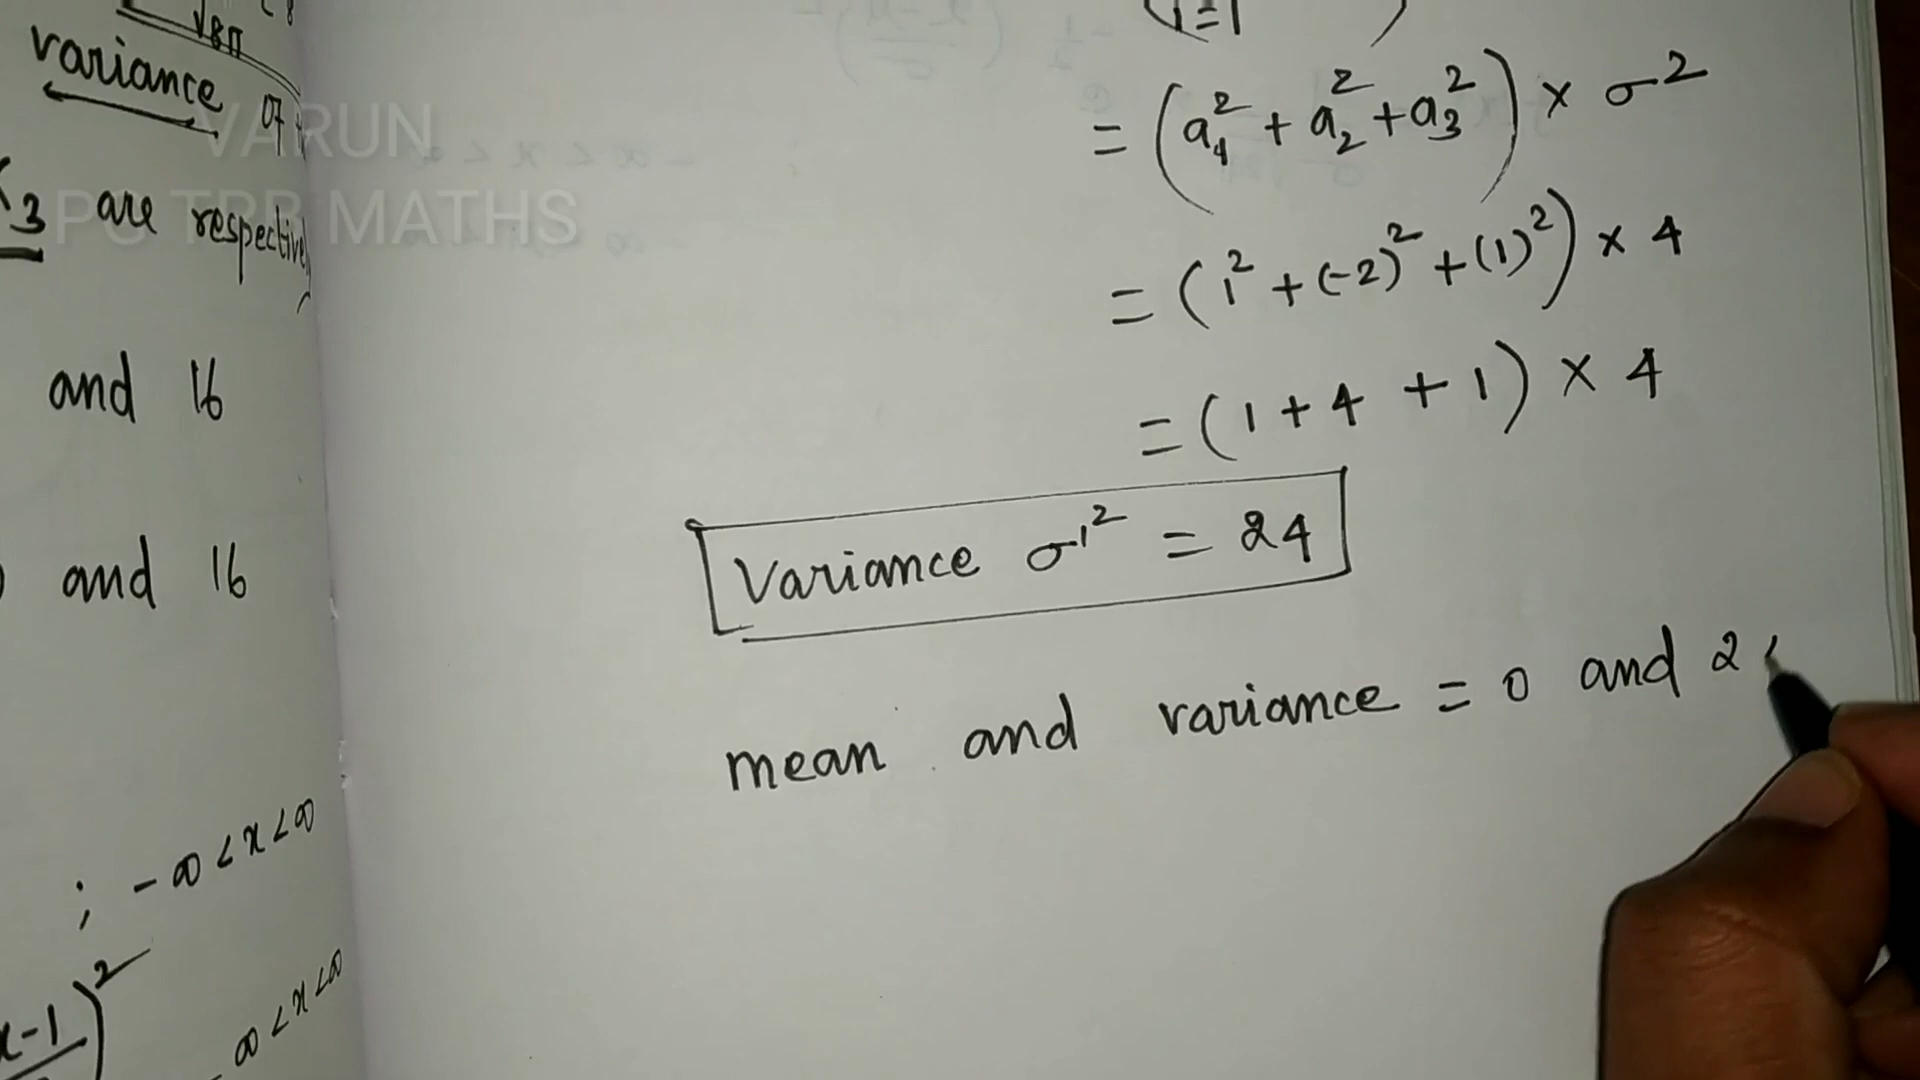 √8π
variance of
VARUN
PG TRB MATHS
3 are respectively
and 16
and 16
; -∞ < x < ∞
x-1)²
∞ < x < ∞
i=1
= (a₁² + a₂² + a₃²) × σ²
= (1² + (-2)² + (1)²) × 4
= (1 + 4 + 1) × 4
Variance σ'² = 24
mean and variance = 0 and 2